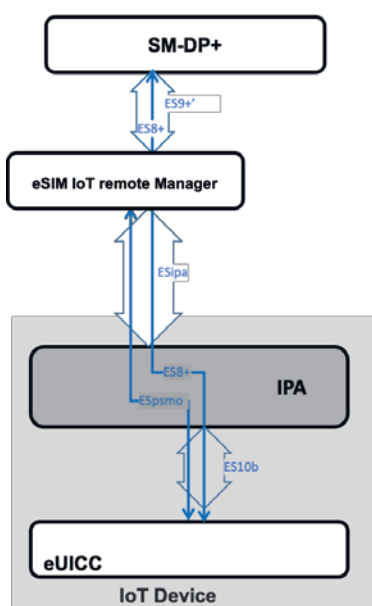 SM-DP+
ES9+'
ES8+
eSIM IoT remote Manager
ESipa
ES8+
IPA
ESpsmo
ES10b
eUICC
IoT Device